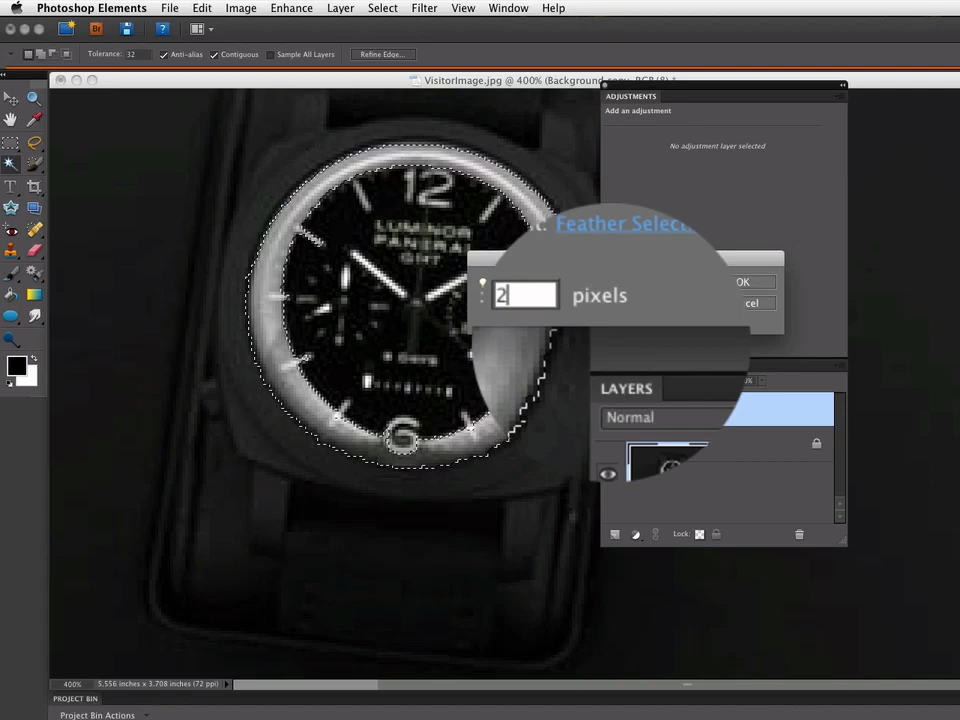 Photoshop Elements File Edit Image Enhance Layer Select Filter View Window Help
Br ?
Tolerance: 32 Anti-alias Contiguous Sample All Layers Refine Edge...
VisitorImage.jpg @ 400% (Background
ADJUSTMENTS
Add an adjustment
No adjustment layer selected
12
LUMINOR
PANERAI
GMT
8 DAYS
6
Feather Select
2 pixels
OK
cel
LAYERS
Normal
Lock:
T
400% 5.556 inches x 3.708 inches (72 ppi)
PROJECT BIN
Project Bin Actions